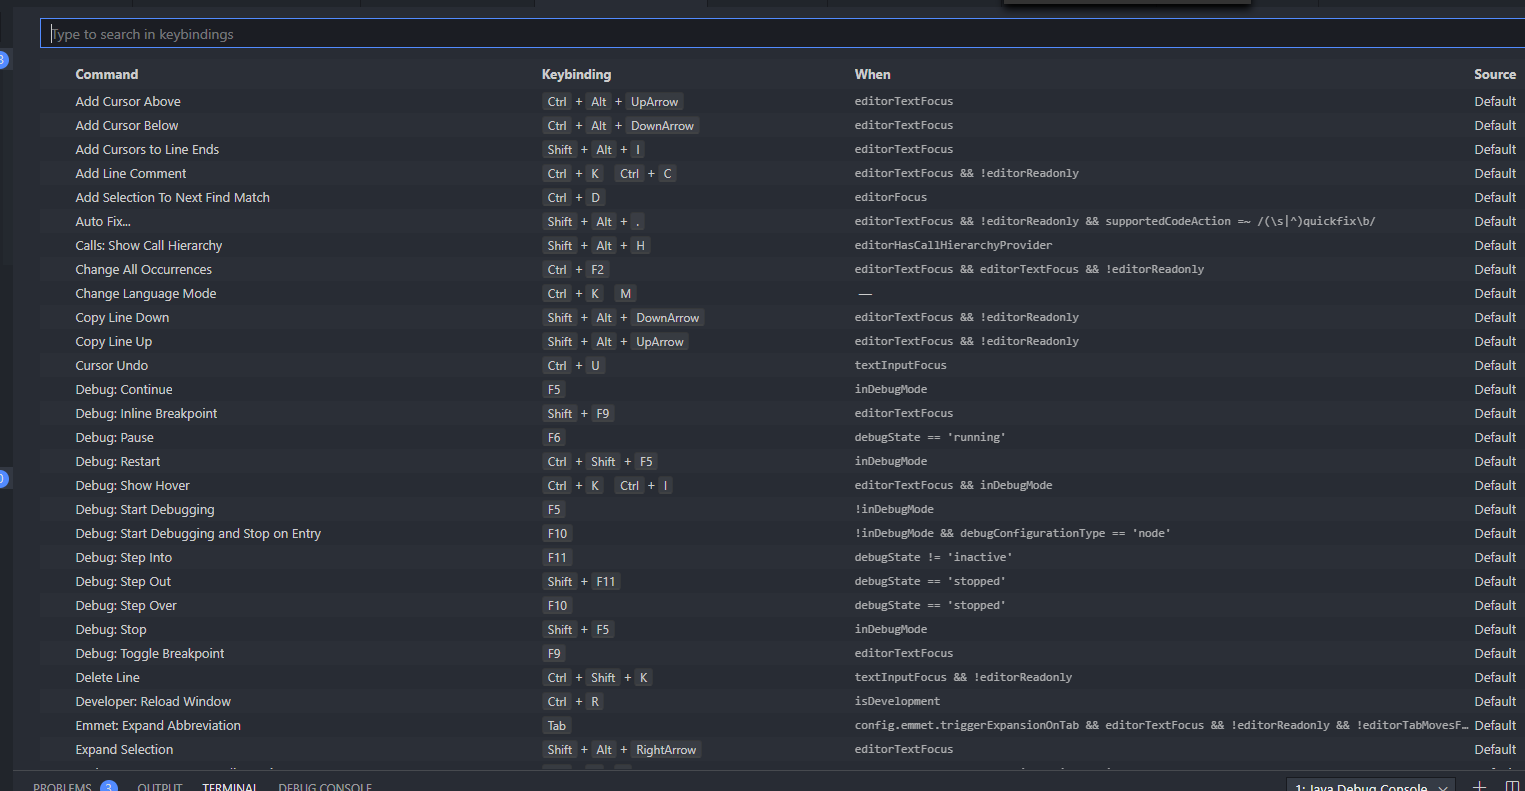 Type to search in keybindings
Command Keybinding When Source
Add Cursor Above Ctrl + Alt + UpArrow editorTextFocus Default
Add Cursor Below Ctrl + Alt + DownArrow editorTextFocus Default
Add Cursors to Line Ends Shift + Alt + I editorTextFocus Default
Add Line Comment Ctrl + K Ctrl + C editorTextFocus && !editorReadonly Default
Add Selection To Next Find Match Ctrl + D editorFocus Default
Auto Fix... Shift + Alt + . editorTextFocus && !editorReadonly && supportedCodeAction =~ /(\s|^)quickfix\b/ Default
Calls: Show Call Hierarchy Shift + Alt + H editorHasCallHierarchyProvider Default
Change All Occurrences Ctrl + F2 editorTextFocus && editorTextFocus && !editorReadonly Default
Change Language Mode Ctrl + K M — Default
Copy Line Down Shift + Alt + DownArrow editorTextFocus && !editorReadonly Default
Copy Line Up Shift + Alt + UpArrow editorTextFocus && !editorReadonly Default
Cursor Undo Ctrl + U textInputFocus Default
Debug: Continue F5 inDebugMode Default
Debug: Inline Breakpoint Shift + F9 editorTextFocus Default
Debug: Pause F6 debugState == 'running' Default
Debug: Restart Ctrl + Shift + F5 inDebugMode Default
Debug: Show Hover Ctrl + K Ctrl + I editorTextFocus && inDebugMode Default
Debug: Start Debugging F5 !inDebugMode Default
Debug: Start Debugging and Stop on Entry F10 !inDebugMode && debugConfigurationType == 'node' Default
Debug: Step Into F11 debugState != 'inactive' Default
Debug: Step Out Shift + F11 debugState == 'stopped' Default
Debug: Step Over F10 debugState == 'stopped' Default
Debug: Stop Shift + F5 inDebugMode Default
Debug: Toggle Breakpoint F9 editorTextFocus Default
Delete Line Ctrl + Shift + K textInputFocus && !editorReadonly Default
Developer: Reload Window Ctrl + R isDevelopment Default
Emmet: Expand Abbreviation Tab config.emmet.triggerExpansionOnTab && editorTextFocus && !editorReadonly && !editorTabMovesF... Default
Expand Selection Shift + Alt + RightArrow editorTextFocus Default
PROBLEMS 3 OUTPUT TERMINAL DEBUG CONSOLE 1: Java Debug Console